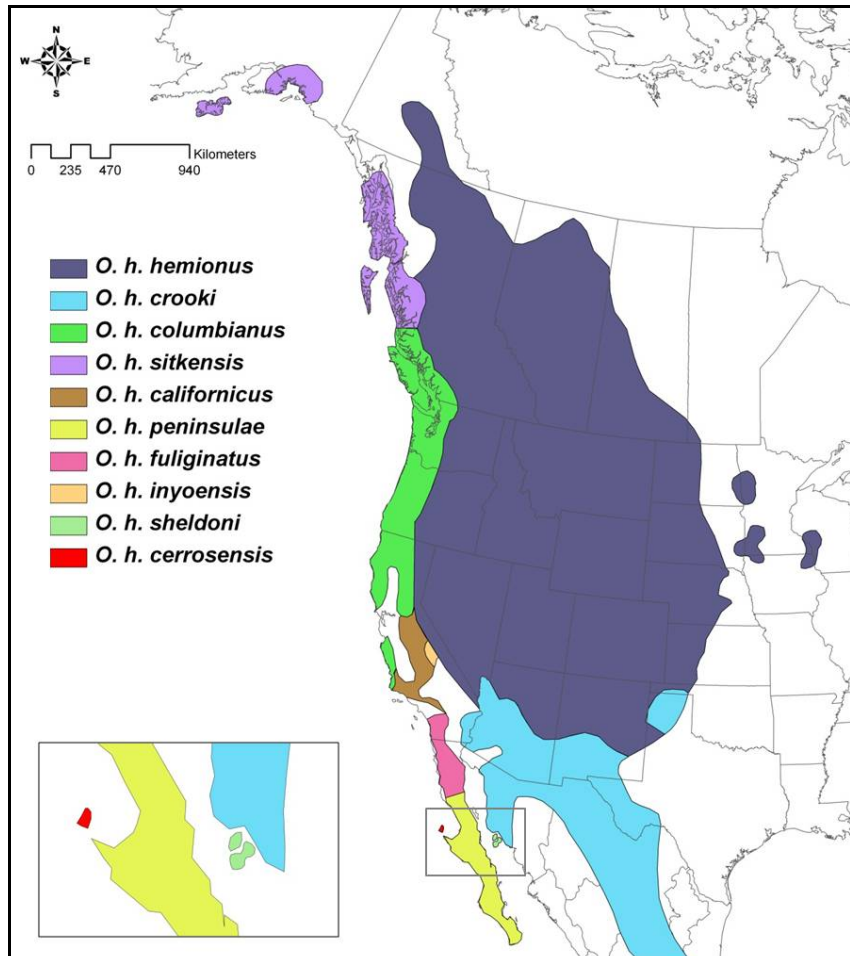 N
W E
S
Kilometers
0 235 470 940
O. h. hemionus
O. h. crooki
O. h. columbianus
O. h. sitkensis
O. h. californicus
O. h. peninsulae
O. h. fuliginatus
O. h. inyoensis
O. h. sheldoni
O. h. cerrosensis